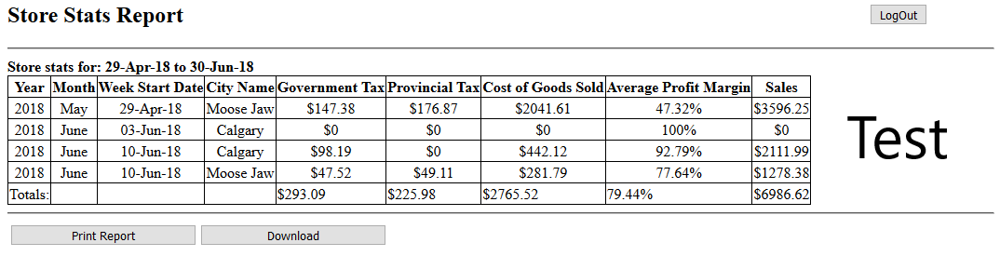 Store Stats Report
LogOut
Store stats for: 29-Apr-18 to 30-Jun-18
Year Month Week Start Date City Name Government Tax Provincial Tax Cost of Goods Sold Average Profit Margin Sales
2018 May 29-Apr-18 Moose Jaw $147.38 $176.87 $2041.61 47.32% $3596.25
2018 June 03-Jun-18 Calgary $0 $0 $0 100% $0
2018 June 10-Jun-18 Calgary $98.19 $0 $442.12 92.79% $2111.99
2018 June 10-Jun-18 Moose Jaw $47.52 $49.11 $281.79 77.64% $1278.38
Totals: $293.09 $225.98 $2765.52 79.44% $6986.62
Test
Print Report Download